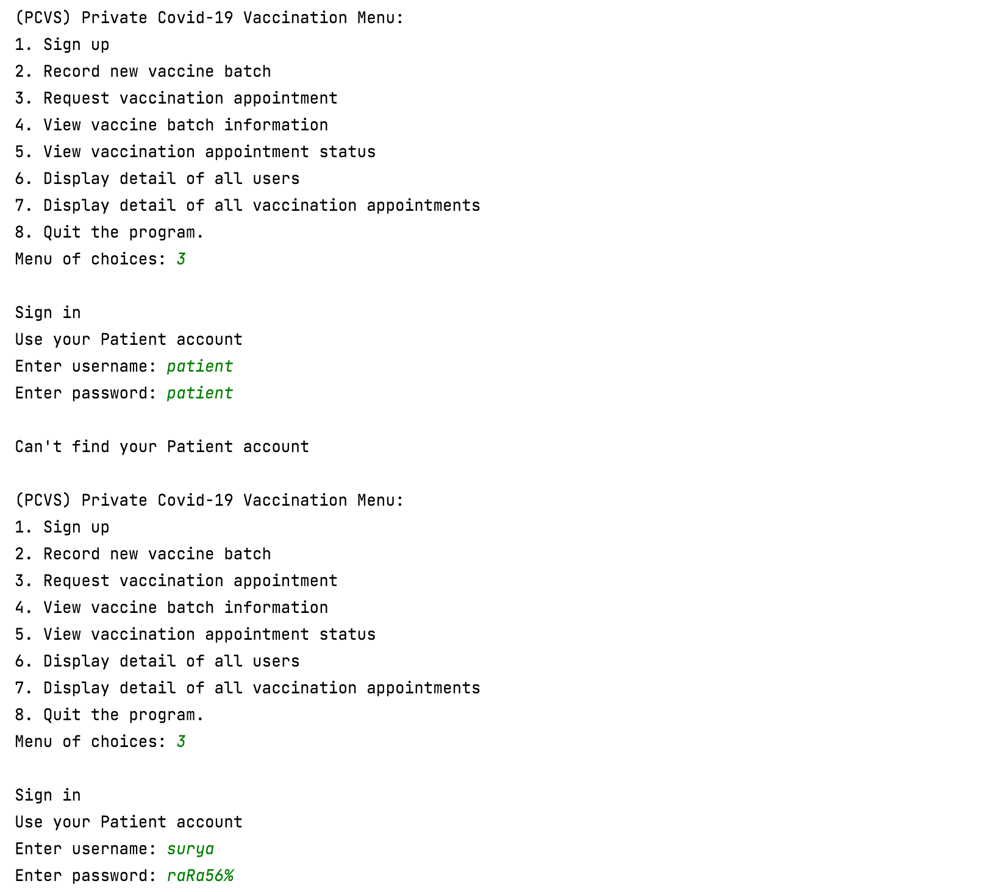 (PCVS) Private Covid-19 Vaccination Menu:
1. Sign up
2. Record new vaccine batch
3. Request vaccination appointment
4. View vaccine batch information
5. View vaccination appointment status
6. Display detail of all users
7. Display detail of all vaccination appointments
8. Quit the program.
Menu of choices: 3
Sign in
Use your Patient account
Enter username: patient
Enter password: patient
Can't find your Patient account
(PCVS) Private Covid-19 Vaccination Menu:
1. Sign up
2. Record new vaccine batch
3. Request vaccination appointment
4. View vaccine batch information
5. View vaccination appointment status
6. Display detail of all users
7. Display detail of all vaccination appointments
8. Quit the program.
Menu of choices: 3
Sign in
Use your Patient account
Enter username: surya
Enter password: raRa56%